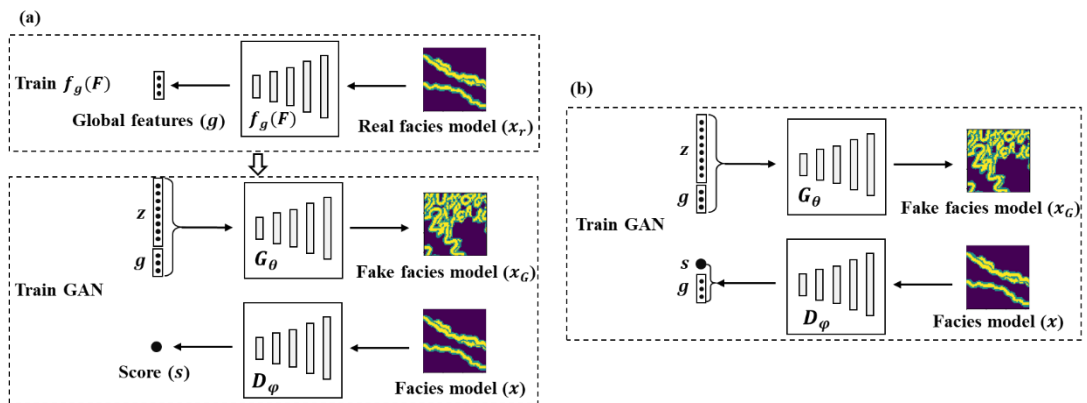 (a)
Train f_g(F)
f_g(F)
Global features (g)
Real facies model (x_r)
z
g
G_θ
Fake facies model (x_G)
Train GAN
Score (s)
D_φ
Facies model (x)
(b)
z
g
G_θ
Fake facies model (x_G)
Train GAN
s
g
D_φ
Facies model (x)